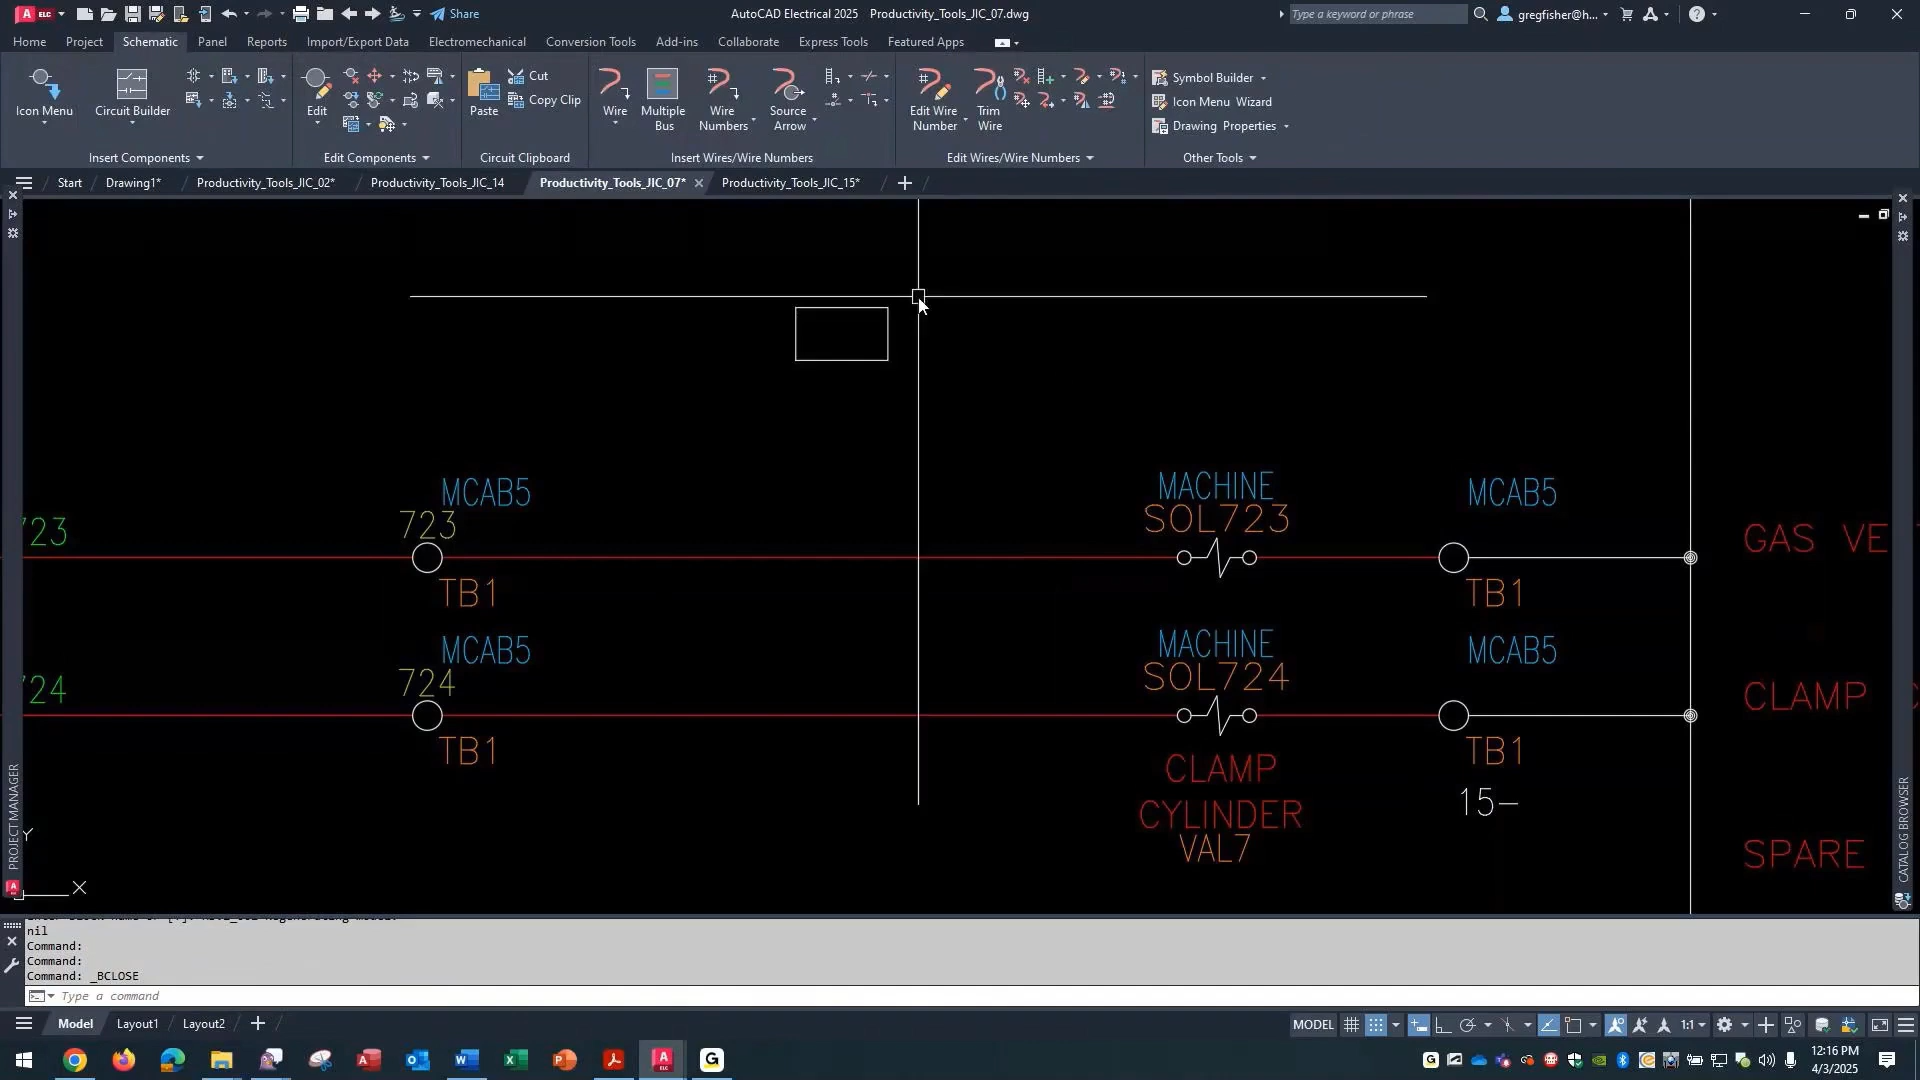 A ELC
Share
AutoCAD Electrical 2025 Productivity_Tools_JIC_07.dwg
Type a keyword or phrase
gregfisher@h...
Home Project Schematic Panel Reports Import/Export Data Electromechanical Conversion Tools Add-ins Collaborate Express Tools Featured Apps
Icon Menu
Circuit Builder
Insert Components
Edit
Edit Components
Paste
Cut
Copy Clip
Circuit Clipboard
Wire
Multiple Bus
Wire Numbers
Source Arrow
Insert Wires/Wire Numbers
Edit Wire Number
Trim Wire
Edit Wires/Wire Numbers
Symbol Builder
Icon Menu Wizard
Drawing Properties
Other Tools
Start Drawing1* Productivity_Tools_JIC_02* Productivity_Tools_JIC_14 Productivity_Tools_JIC_07* Productivity_Tools_JIC_15*
MCAB5 MACHINE MCAB5
723 723 SOL723 GAS VE
TB1 TB1
MCAB5 MACHINE MCAB5
724 724 SOL724 CLAMP
TB1 TB1
CLAMP
CYLINDER
VAL7
15-
SPARE
PROJECT MANAGER
CATALOG BROWSER
Y
X
nil
Command:
Command:
Command: _BCLOSE
Type a command
Model Layout1 Layout2
MODEL 1:1
12:16 PM
4/3/2025